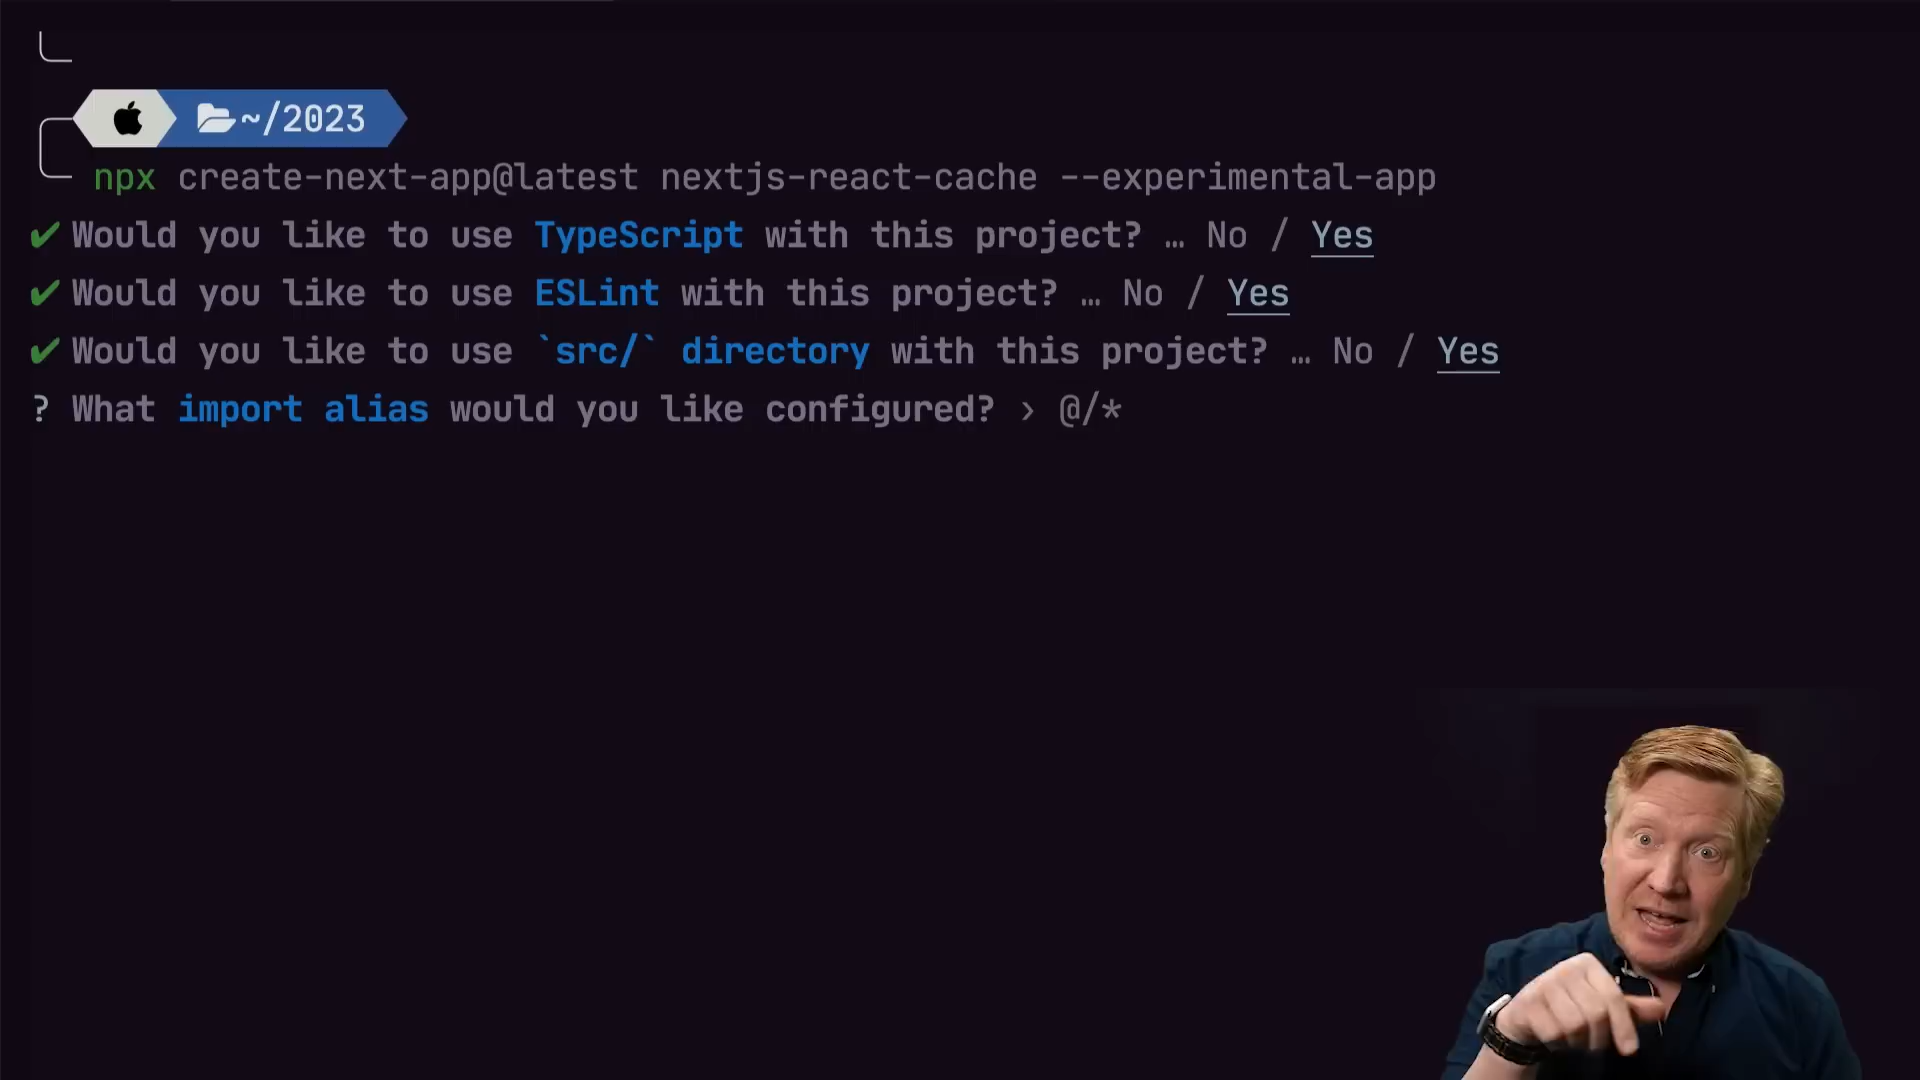 ~/2023
npx create-next-app@latest nextjs-react-cache --experimental-app
✔ Would you like to use TypeScript with this project? … No / Yes
✔ Would you like to use ESLint with this project? … No / Yes
✔ Would you like to use `src/` directory with this project? … No / Yes
? What import alias would you like configured? › @/*